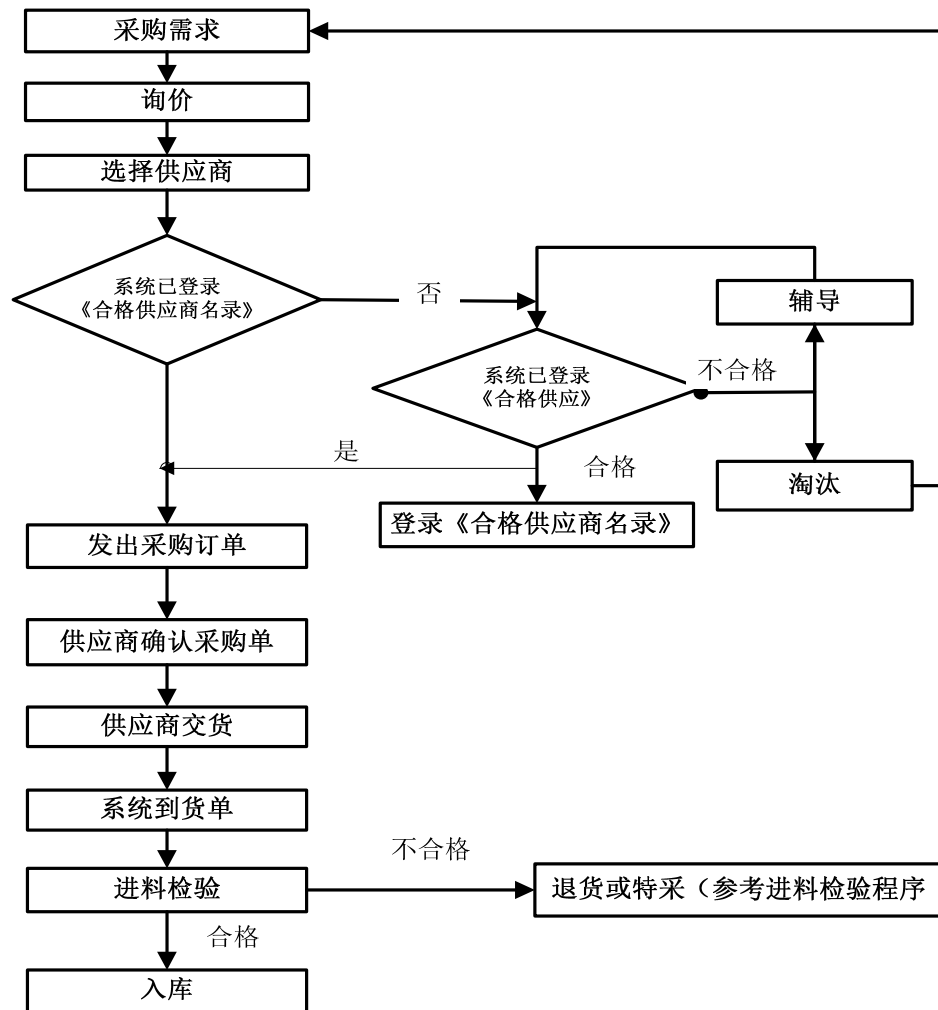 采购需求
询价
选择供应商
系统已登录
《合格供应商名录》
否
辅导
系统已登录
《合格供应》
不合格
是
合格
淘汰
登录《合格供应商名录》
发出采购订单
供应商确认采购单
供应商交货
系统到货单
不合格
进料检验
退货或特采（参考进料检验程序
合格
入库